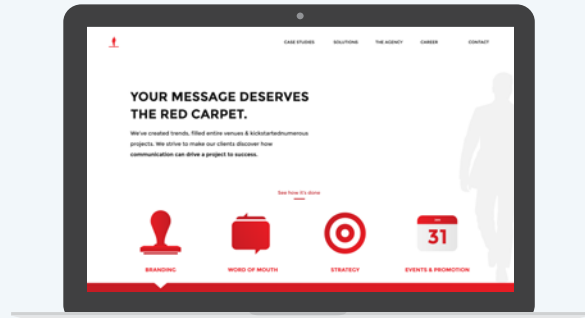 CASE STUDIES SOLUTIONS THE AGENCY CAREER CONTACT
YOUR MESSAGE DESERVES
THE RED CARPET.
We've created trends, filled entire venues & kickstartednumerous
projects. We strive to make our clients discover how
communication can drive a project to success.
See how it's done
31
BRANDING WORD OF MOUTH STRATEGY EVENTS & PROMOTION